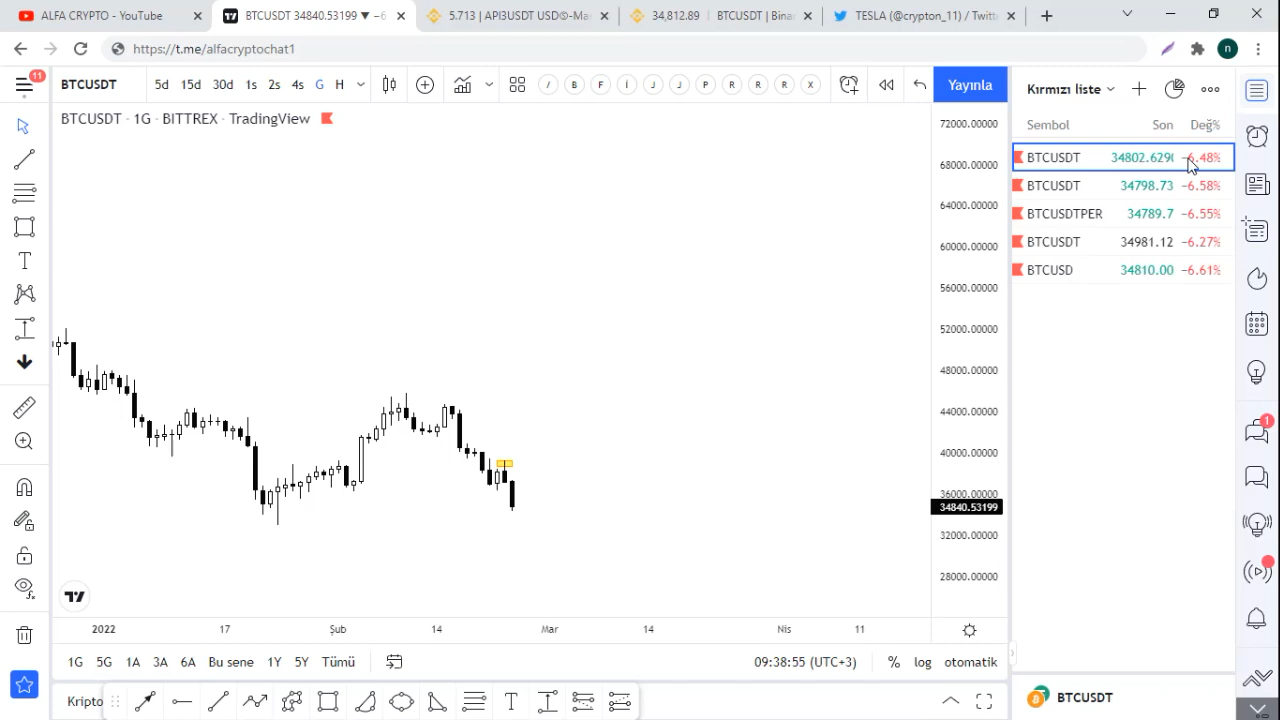 ALFA CRYPTO - YouTube
BTCUSDT 34840.53199 ▼ −6
5.713 | API3USDT USDⓈ-Ma
34,812.89 | BTCUSDT | Binan
TESLA (@crypton_11) / Twitt
https://t.me/alfacryptochat1
n
11
BTCUSDT
5d 15d 30d 1s 2s 4s G H
B F İ J J P R R R X
Yayınla
BTCUSDT · 1G · BITTREX · TradingView
Kırmızı liste
Sembol Son Değ%
BTCUSDT 34802.629 −6.48%
BTCUSDT 34798.73 −6.58%
BTCUSDTPER 34789.7 −6.55%
BTCUSDT 34981.12 −6.27%
BTCUSD 34810.00 −6.61%
72000.00000
68000.00000
64000.00000
60000.00000
56000.00000
52000.00000
48000.00000
44000.00000
40000.00000
36000.00000
34840.53199
32000.00000
28000.00000
1
2022 17 Şub 14 Mar 14 Nis 11
1G 5G 1A 3A 6A Bu sene 1Y 5Y Tümü
09:38:55 (UTC+3) % log otomatik
Kripto
T
BTCUSDT